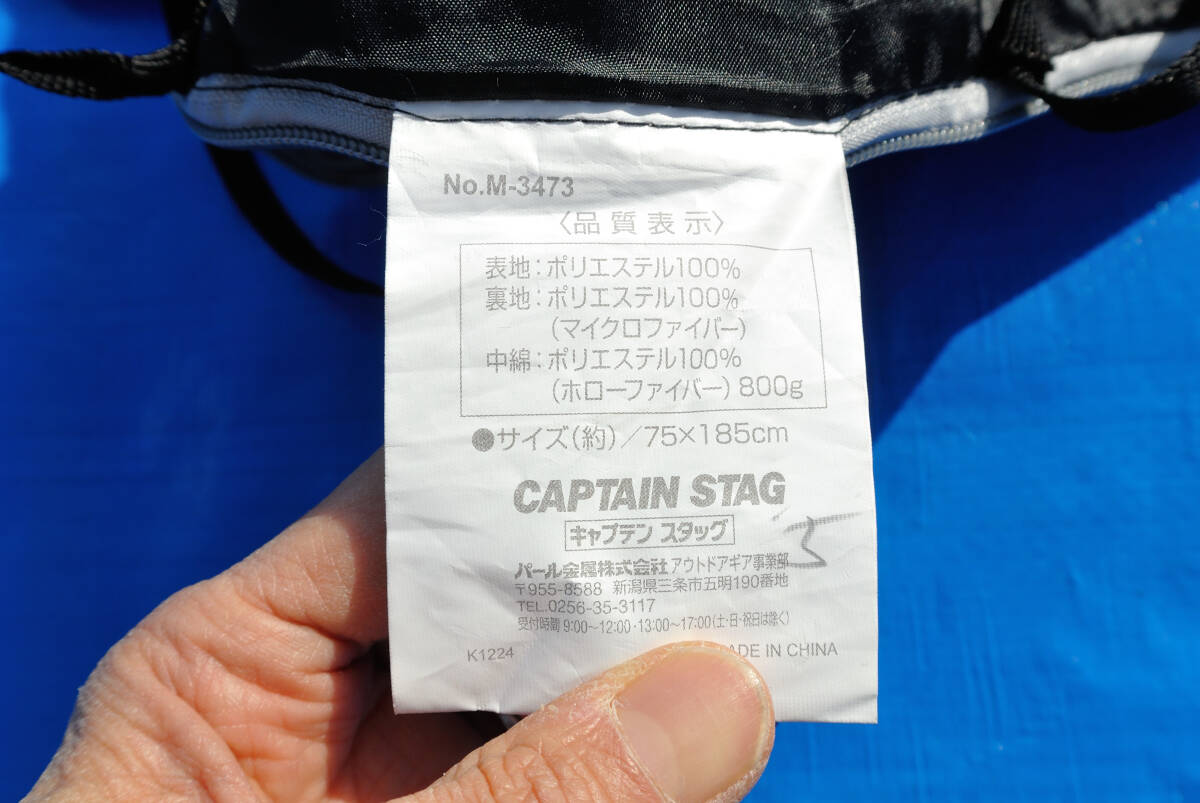 No.M-3473
〈品質表示〉
表地：ポリエステル100%
裏地：ポリエステル100%
(マイクロファイバー)
中綿：ポリエステル100%
(ホローファイバー) 800g
●サイズ(約)／75×185cm
CAPTAIN STAG
キャプテン スタッグ
パール金属株式会社 アウトドアギア事業部
〒955-8588 新潟県三条市五明190番地
TEL.0256-35-3117
受付時間 9:00〜12:00・13:00〜17:00(土・日・祝日は除く)
K1224 ADE IN CHINA